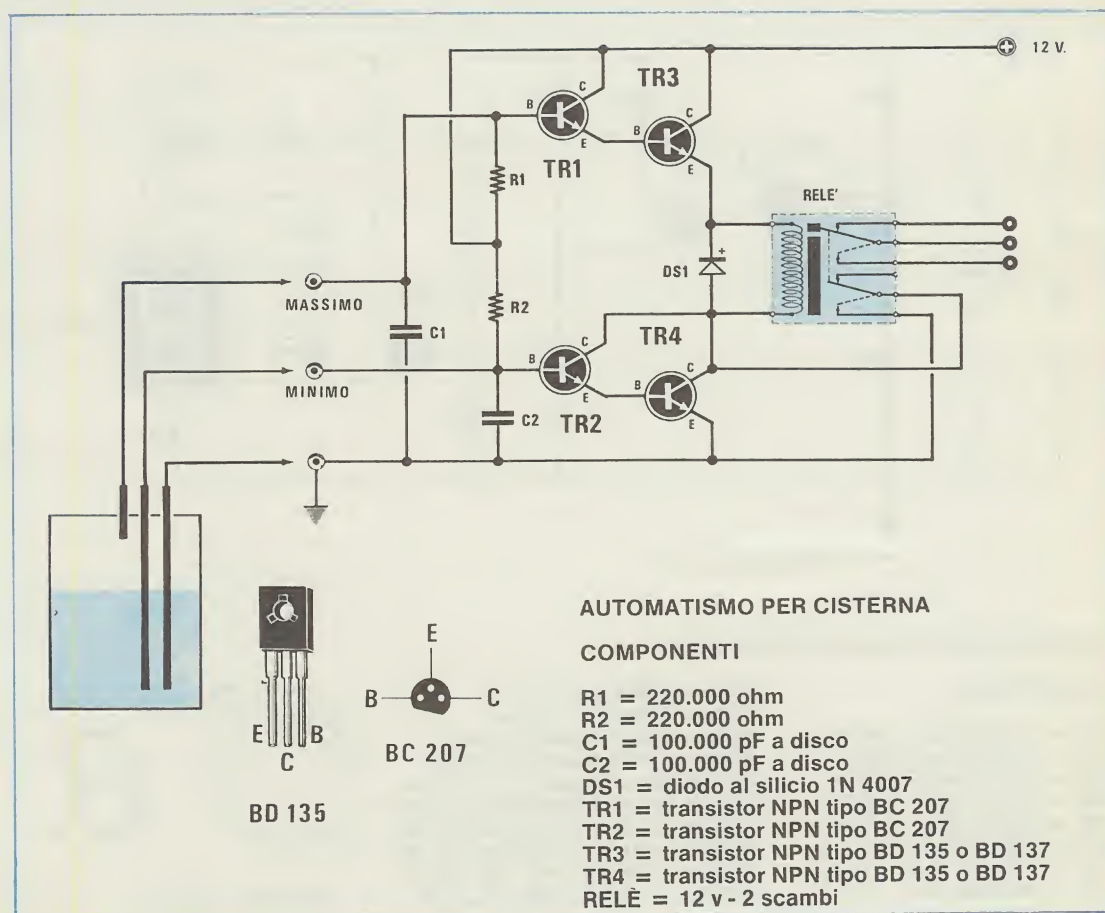 12 V.
C
TR3
B
C
E
B
TR1
E
R1
RELE'
+
DS1
MASSIMO
R2
C1
C
TR4
B
C
MINIMO
E
B
C2
TR2
E
E
B
C
E
B
C
BC 207
BD 135
AUTOMATISMO PER CISTERNA
COMPONENTI
R1 = 220.000 ohm
R2 = 220.000 ohm
C1 = 100.000 pF a disco
C2 = 100.000 pF a disco
DS1 = diodo al silicio 1N 4007
TR1 = transistor NPN tipo BC 207
TR2 = transistor NPN tipo BC 207
TR3 = transistor NPN tipo BD 135 o BD 137
TR4 = transistor NPN tipo BD 135 o BD 137
RELÈ = 12 v - 2 scambi